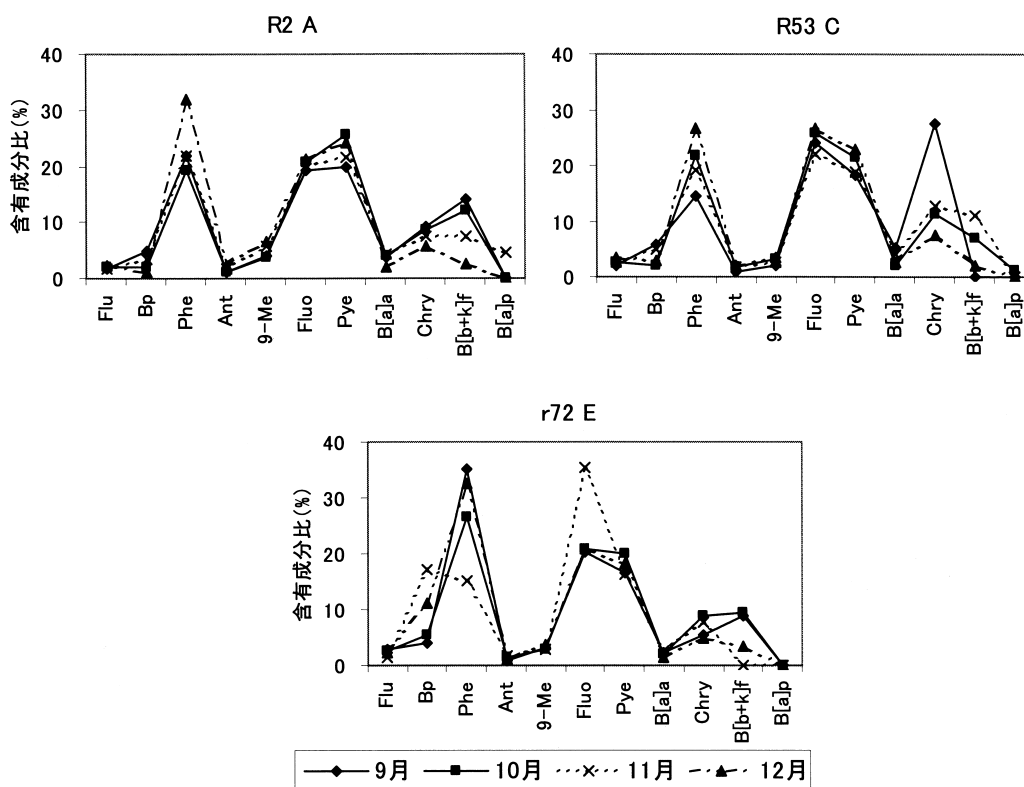 R2 A
含有成分比(%)
40
30
20
10
0
Flu
Bp
Phe
Ant
9-Me
Fluo
Pye
B[a]a
Chry
B[b+k]f
B[a]p
R53 C
40
30
20
10
0
Flu
Bp
Phe
Ant
9-Me
Fluo
Pye
B[a]a
Chry
B[b+k]f
B[a]p
r72 E
含有成分比(%)
40
30
20
10
0
Flu
Bp
Phe
Ant
9-Me
Fluo
Pye
B[a]a
Chry
B[b+k]f
B[a]p
9月 10月 11月 12月